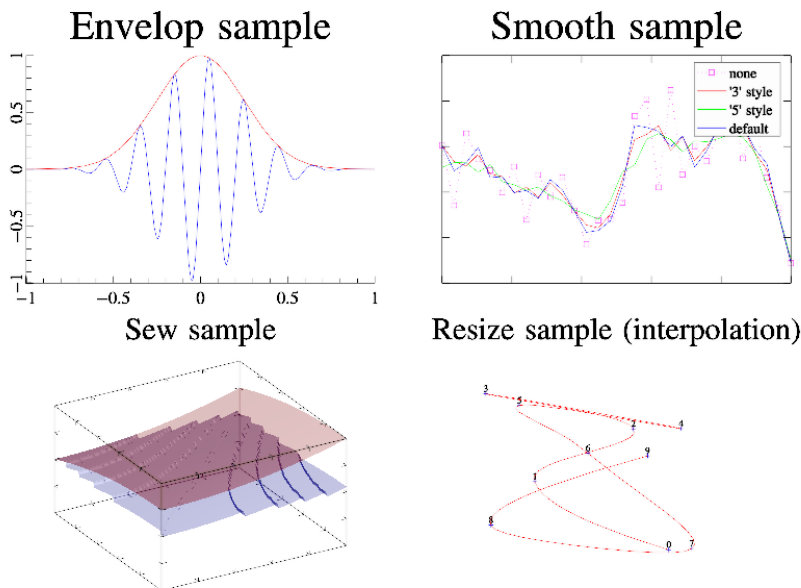 Envelop sample
Smooth sample
1
0.5
0
−0.5
−1
−1
−0.5
0
0.5
1
none
'3' style
'5' style
default
Sew sample
Resize sample (interpolation)
3
5
2
4
6
9
1
8
0
7